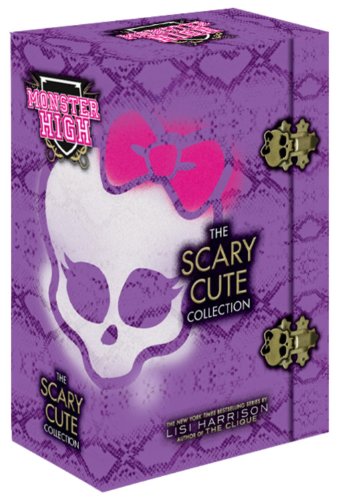 MONSTER
HIGH
THE
SCARY
CUTE
COLLECTION
THE
SCARY
CUTE
COLLECTION
THE NEW YORK TIMES BESTSELLING SERIES BY
LISI HARRISON
AUTHOR OF THE CLIQUE